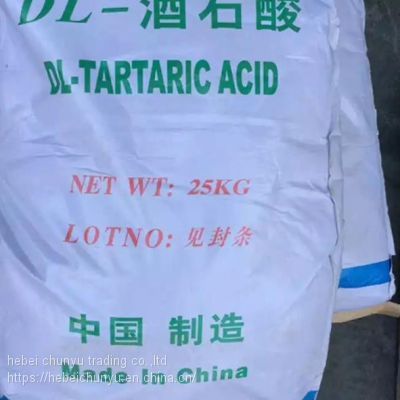 DL-酒石酸
DL-TARTARIC ACID
NET WT: 25KG
LOTNO: 见封条
中国 制造
Made In China
hebei chunyu trading co.,ltd
https://hebeichunyu.en.china.cn/